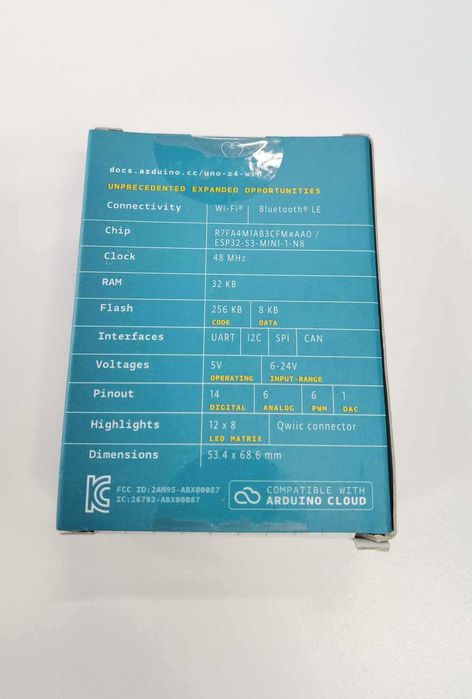 docs.arduino.cc/uno-r4-wifi
UNPRECEDENTED EXPANDED OPPORTUNITIES
Connectivity Wi-Fi® Bluetooth® LE
Chip R7FA4M1AB3CFM#AA0 /
ESP32-S3-MINI-1-N8
Clock 48 MHz
RAM 32 KB
Flash 256 KB 8 KB
CODE DATA
Interfaces UART I2C SPI CAN
Voltages 5V 6-24V
OPERATING INPUT-RANGE
Pinout 14 6 6 1
DIGITAL ANALOG PWM DAC
Highlights 12 x 8 Qwiic connector
LED MATRIX
Dimensions 53.4 x 68.6 mm
FCC ID:2AN9S-ABX00087
IC:26792-ABX00087
COMPATIBLE WITH
ARDUINO CLOUD